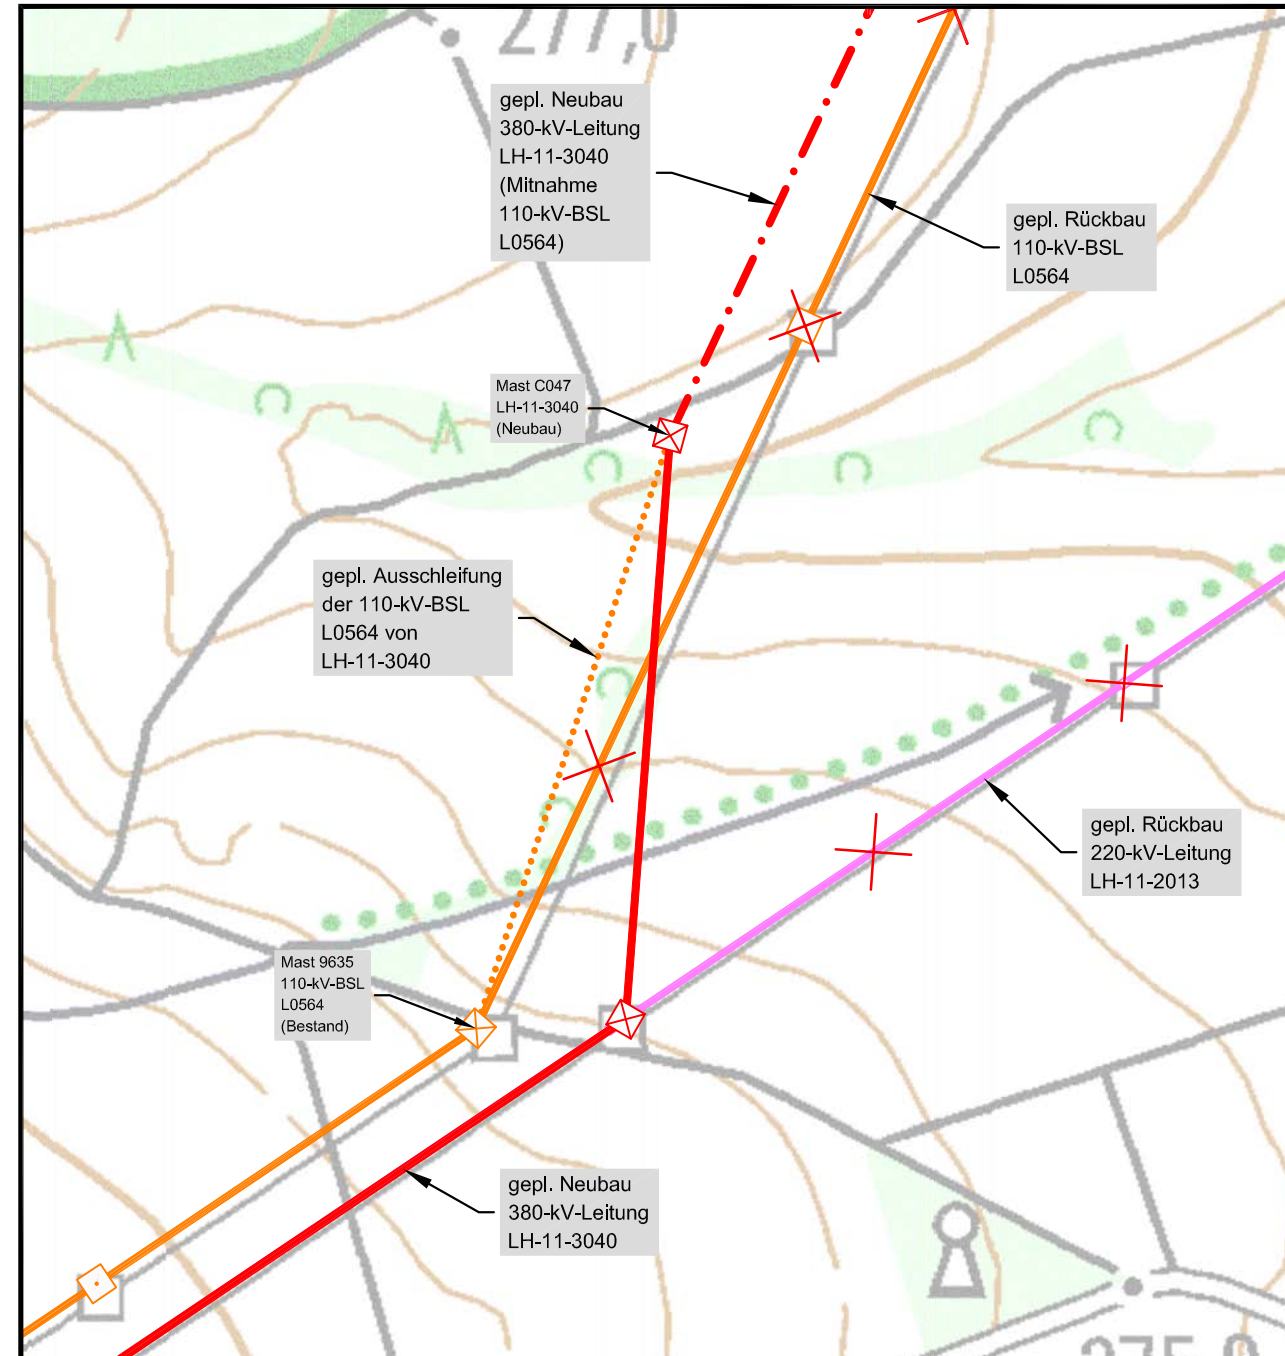 277,0
gepl. Neubau
380-kV-Leitung
LH-11-3040
(Mitnahme
110-kV-BSL
L0564)
gepl. Rückbau
110-kV-BSL
L0564
Mast C047
LH-11-3040
(Neubau)
gepl. Ausschleifung
der 110-kV-BSL
L0564 von
LH-11-3040
gepl. Rückbau
220-kV-Leitung
LH-11-2013
Mast 9635
110-kV-BSL
L0564
(Bestand)
gepl. Neubau
380-kV-Leitung
LH-11-3040